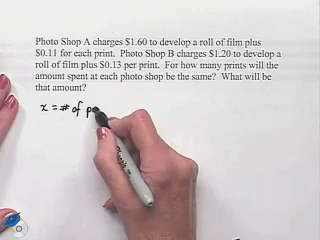 Photo Shop A charges $1.60 to develop a roll of film plus
$0.11 for each print. Photo Shop B charges $1.20 to develop a
roll of film plus $0.13 per print. For how many prints will the
amount spent at each photo shop be the same? What will be
that amount?
x = # of p